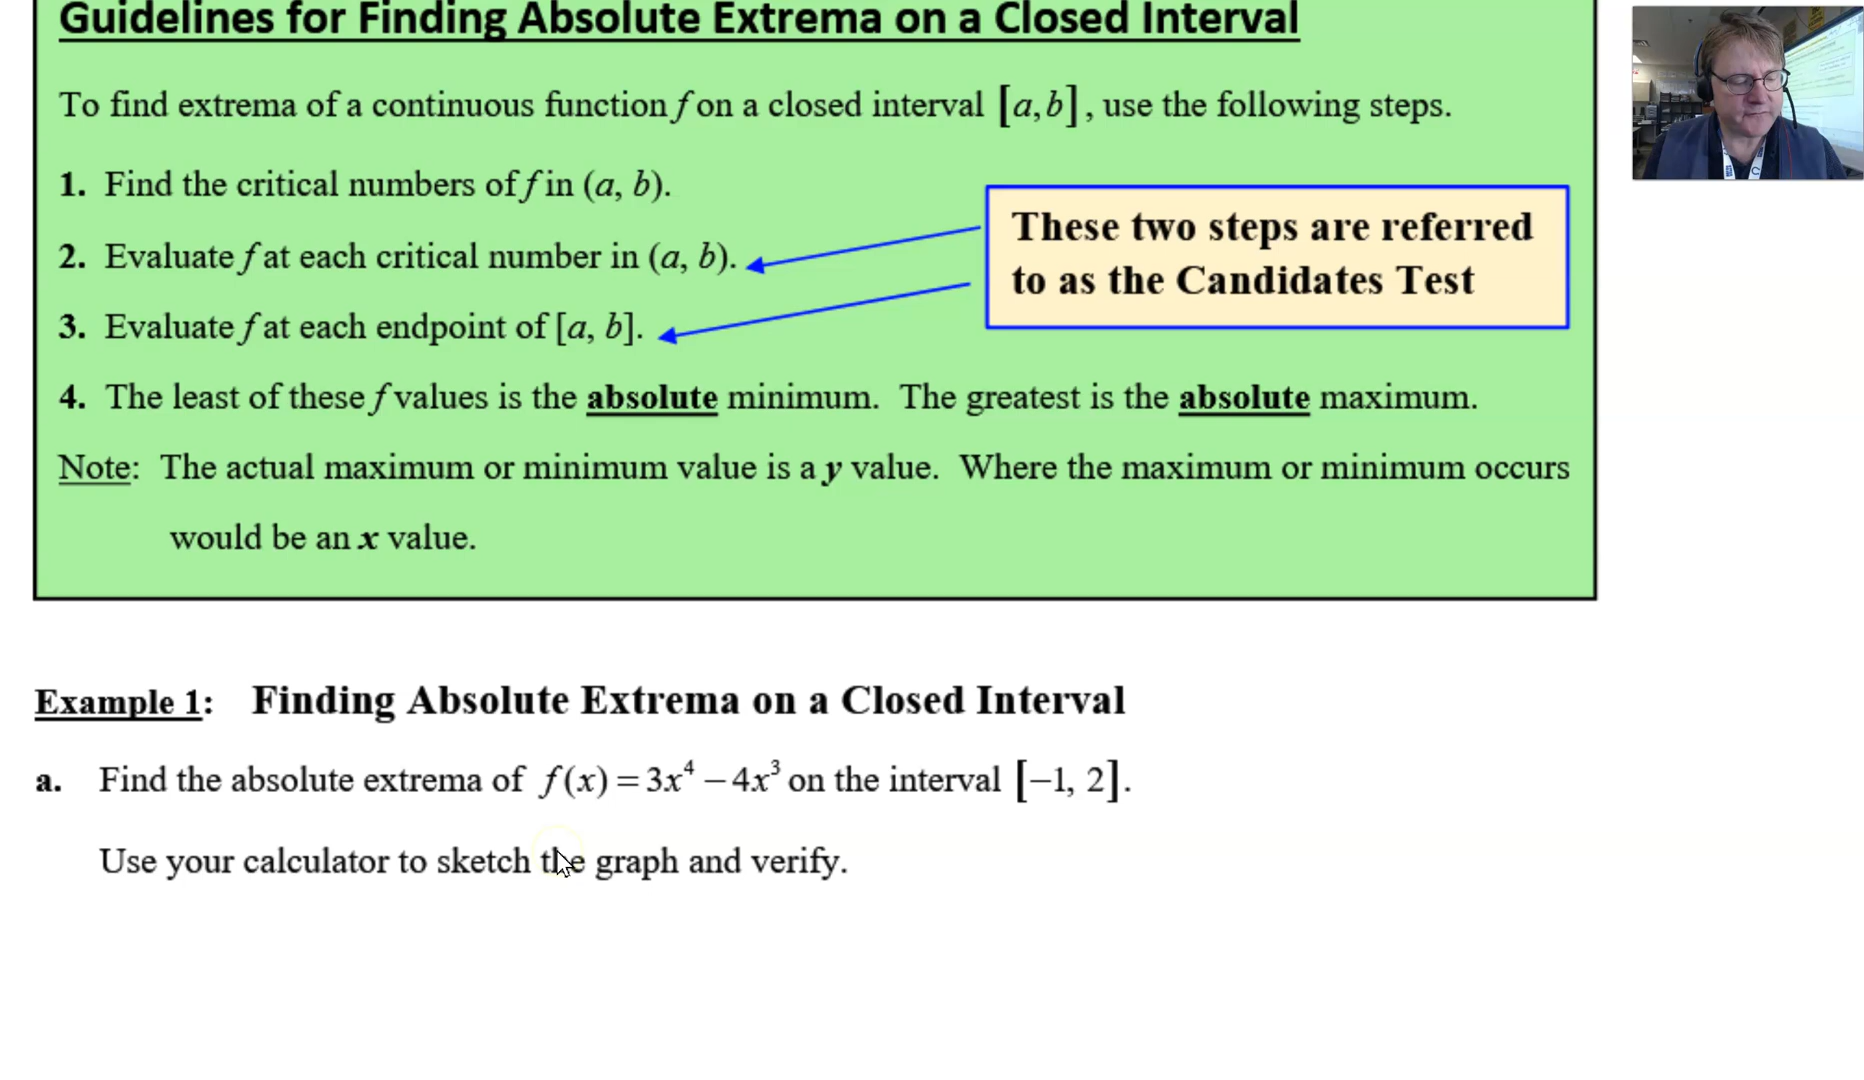 Guidelines for Finding Absolute Extrema on a Closed Interval
To find extrema of a continuous function f on a closed interval [a,b], use the following steps.
1. Find the critical numbers of f in (a, b).
2. Evaluate f at each critical number in (a, b).
3. Evaluate f at each endpoint of [a, b].
These two steps are referred
to as the Candidates Test
4. The least of these f values is the absolute minimum. The greatest is the absolute maximum.
Note: The actual maximum or minimum value is a y value. Where the maximum or minimum occurs
would be an x value.
Example 1: Finding Absolute Extrema on a Closed Interval
a. Find the absolute extrema of f(x) = 3x⁴ − 4x³ on the interval [−1, 2].
Use your calculator to sketch the graph and verify.